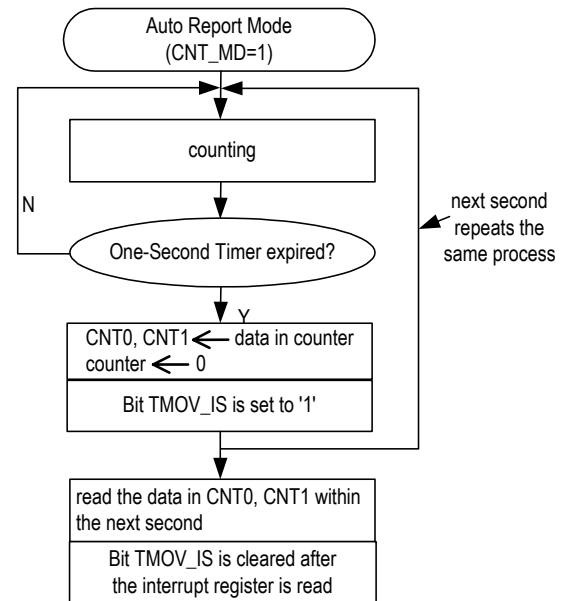 Auto Report Mode
(CNT_MD=1)
counting
N
next second
repeats the
same process
One-Second Timer expired?
Y
CNT0, CNT1 ← data in counter
counter ← 0
Bit TMOV_IS is set to '1'
read the data in CNT0, CNT1 within
the next second
Bit TMOV_IS is cleared after
the interrupt register is read